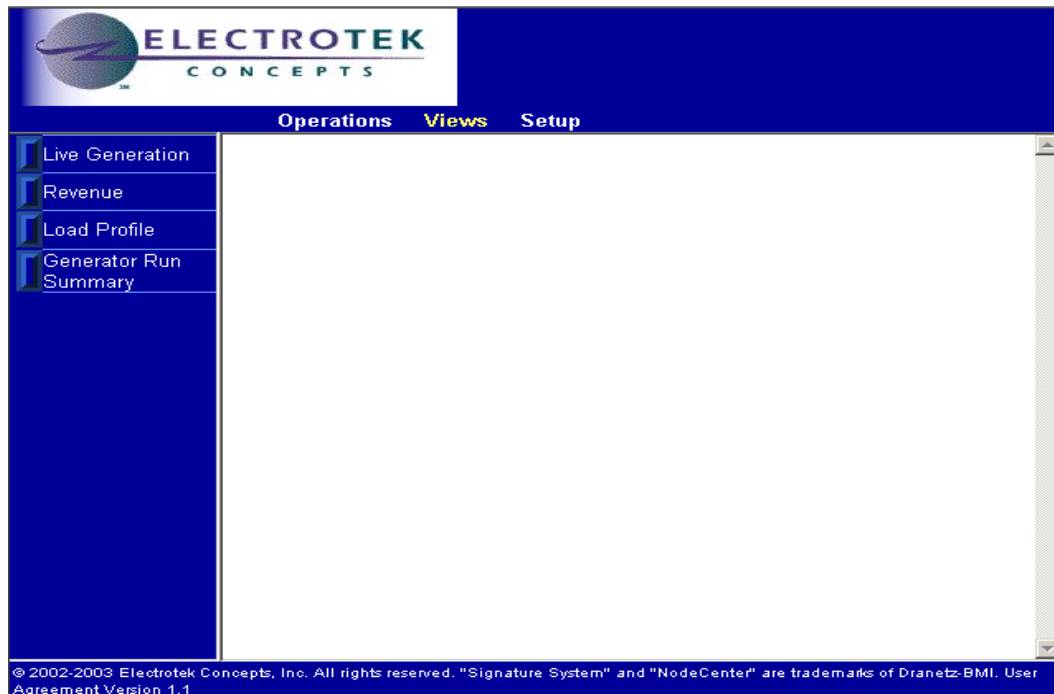 ELECTROTEK
CONCEPTS
SM
Operations Views Setup
Live Generation
Revenue
Load Profile
Generator Run
Summary
© 2002-2003 Electrotek Concepts, Inc. All rights reserved. "Signature System" and "NodeCenter" are trademarks of Dranetz-BMI. User
Agreement Version 1.1